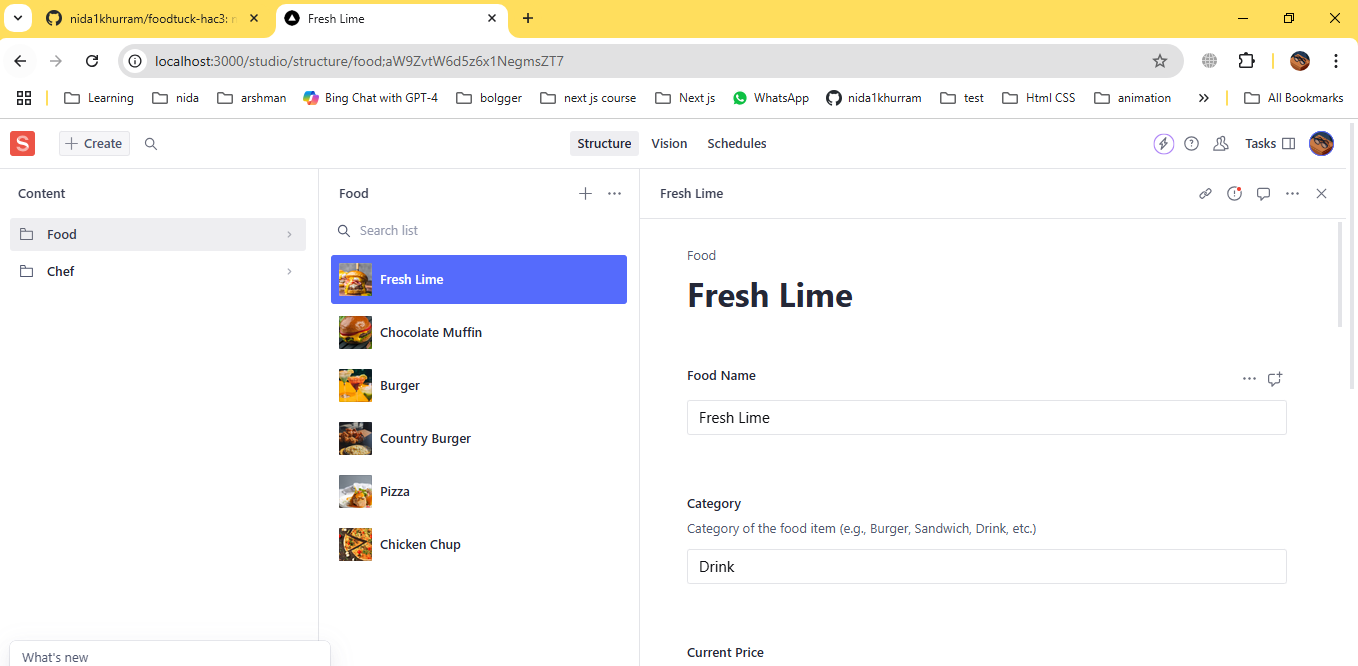 nida1khurram/foodtuck-hac3: n
Fresh Lime
localhost:3000/studio/structure/food;aW9ZvtW6d5z6x1NegmsZT7
Learning nida arshman Bing Chat with GPT-4 bolgger next js course Next js WhatsApp nida1khurram test Html CSS animation All Bookmarks
S Create Structure Vision Schedules Tasks
Content
Food
Chef
Food
Search list
Fresh Lime
Chocolate Muffin
Burger
Country Burger
Pizza
Chicken Chup
Fresh Lime
Food
Fresh Lime
Food Name
Fresh Lime
Category
Category of the food item (e.g., Burger, Sandwich, Drink, etc.)
Drink
Current Price
What's new